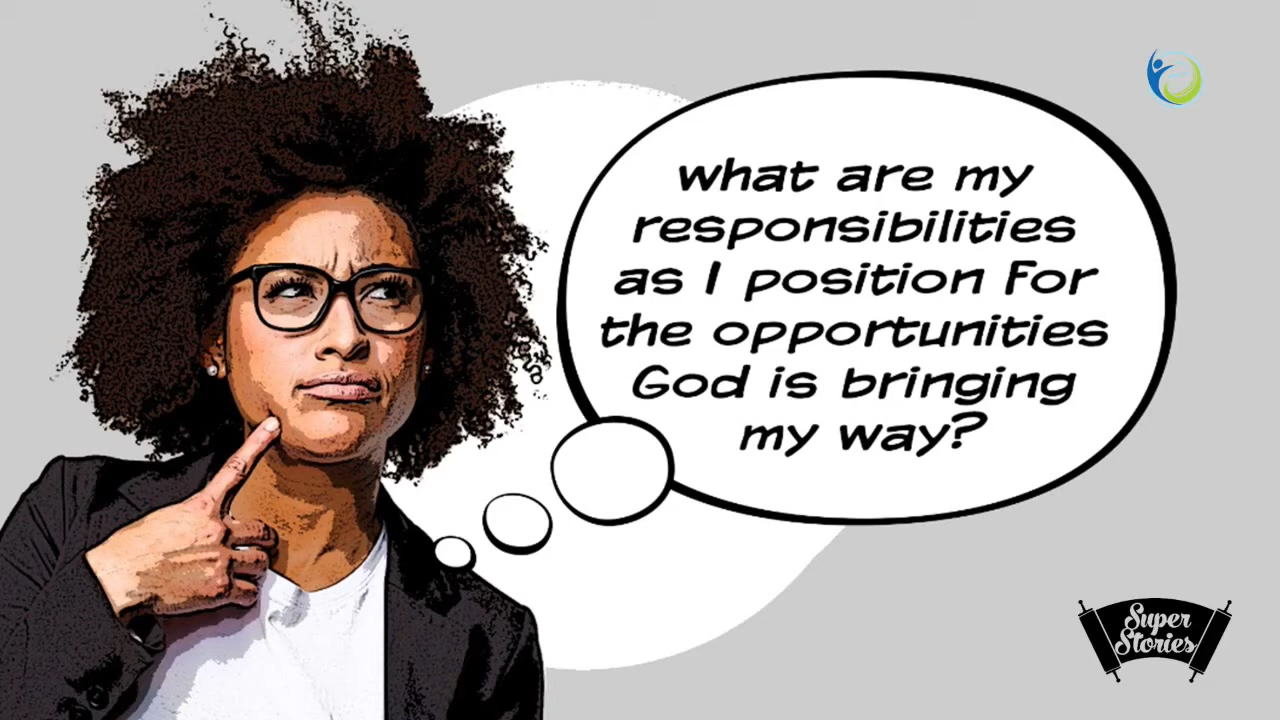 what are my
responsibilities
as I position for
the opportunities
God is bringing
my way?
Super
Stories